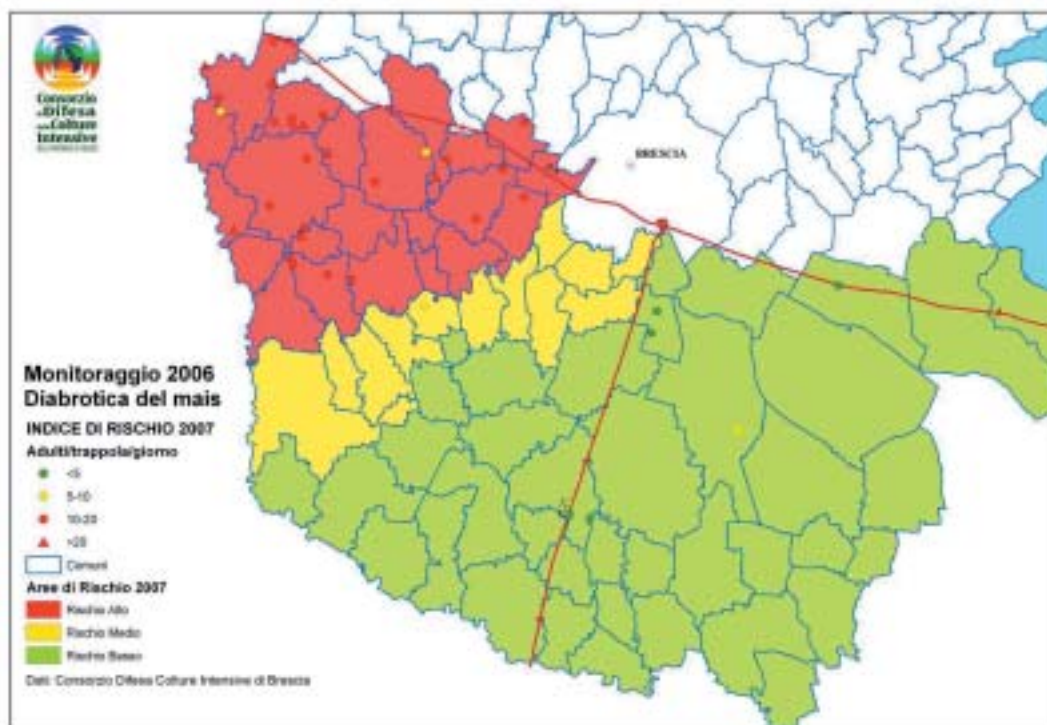 Consorzio
di Difesa
Colture
Intensive
BRESCIA
Monitoraggio 2006
Diabrotica del mais
INDICE DI RISCHIO 2007
Adulti/trappola/giorno
<5
5-10
10-20
>20
Comuni
Aree di Rischio 2007
Rischio Alto
Rischio Medio
Rischio Basso
Dati: Consorzio Difesa Colture Intensive di Brescia